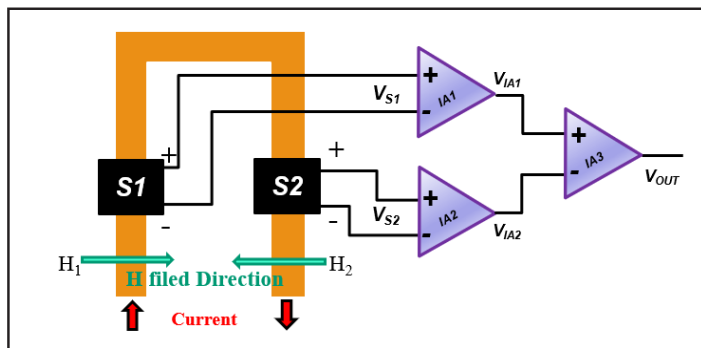 + IA1 V_IA1
V_S1 -
+
S1 + S2 + IA3
- V_OUT
+ IA2
- - V_S2 - V_IA2
H1 H2
H filed Direction
Current